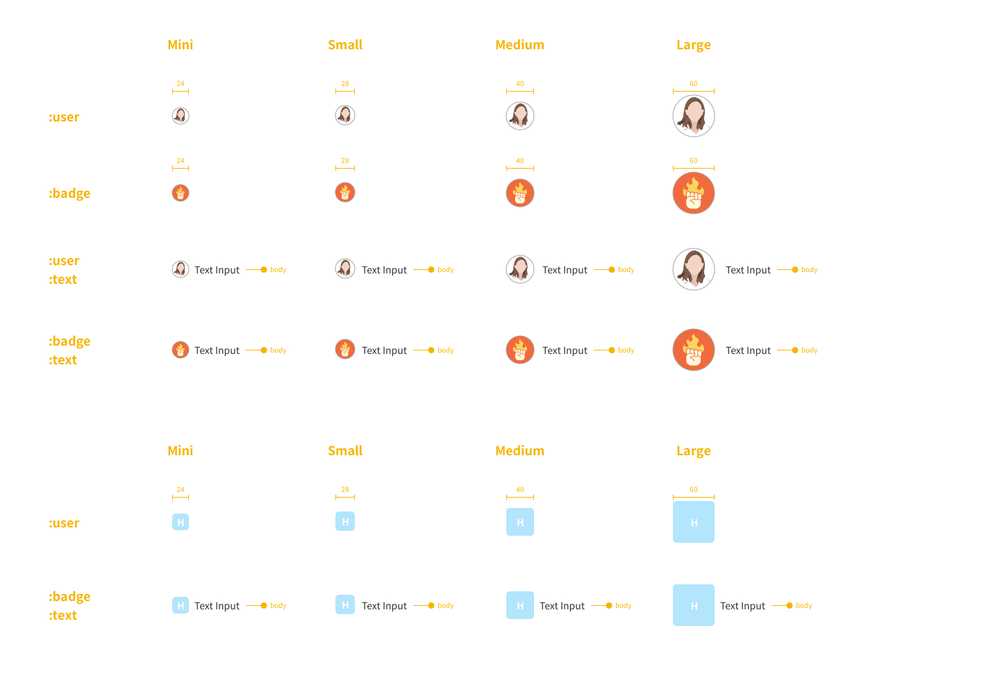 Mini Small Medium Large
24 28 40 60
:user
24 28 40 60
:badge
:user
:text
Text Input body Text Input body Text Input body Text Input body
:badge
:text
Text Input body Text Input body Text Input body Text Input body
Mini Small Medium Large
24 28 40 60
:user
H H H H
:badge
:text
H Text Input body H Text Input body H Text Input body H Text Input body